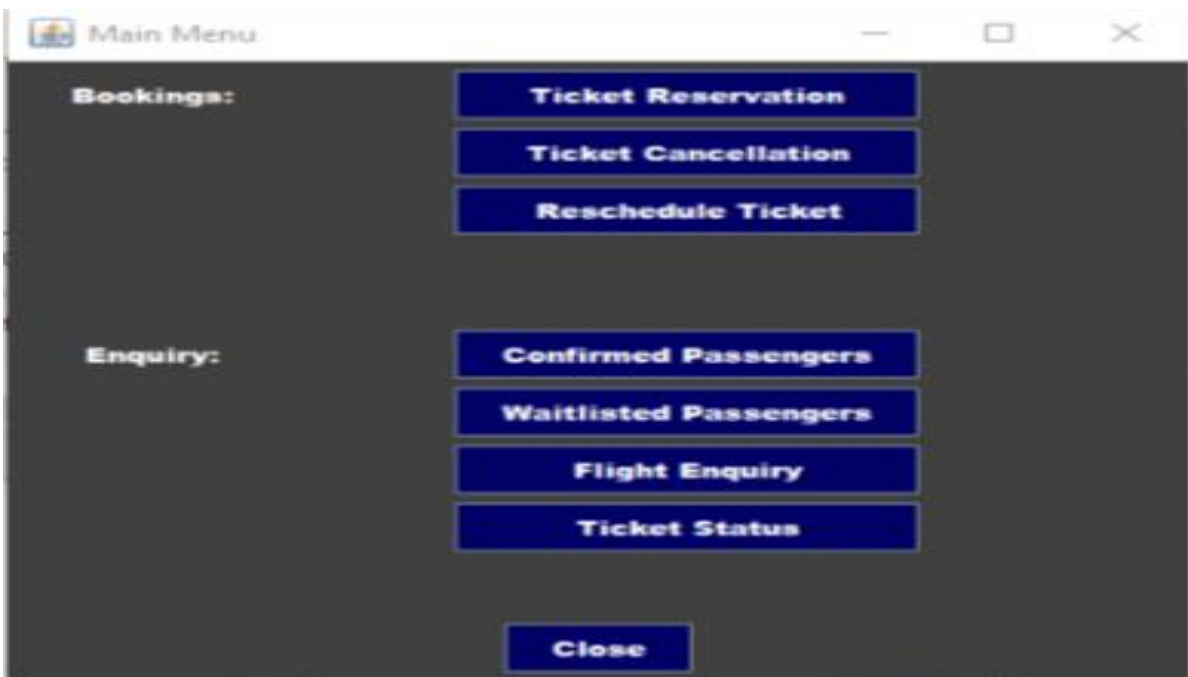 Main Menu
Bookings: Ticket Reservation
Ticket Cancellation
Reschedule Ticket
Enquiry: Confirmed Passengers
Waitlisted Passengers
Flight Enquiry
Ticket Status
Close